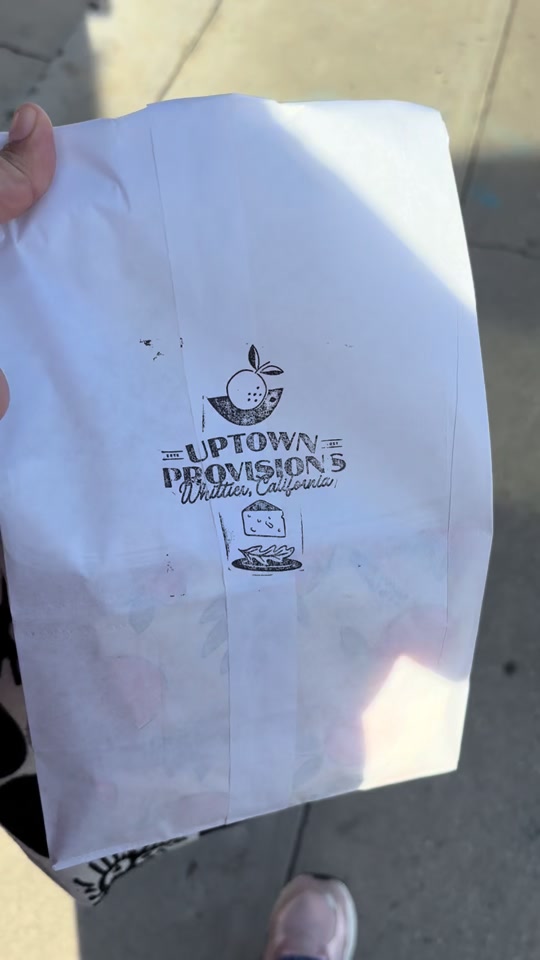 UPTOWN
PROVISIONS
Whittier, California